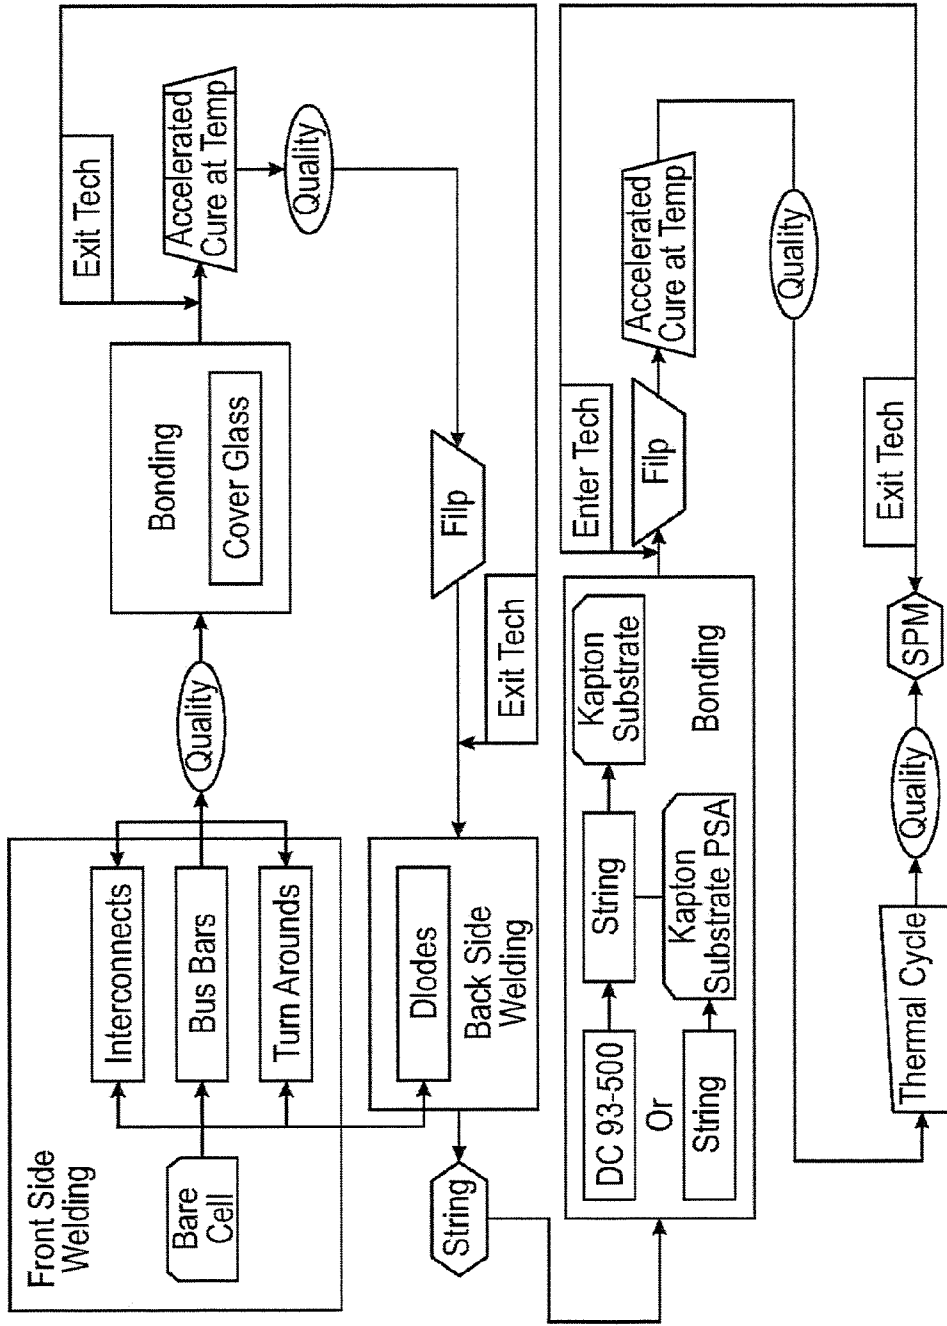 Front Side
Welding
Bare
Cell
Interconnects
Bus Bars
Turn Arounds
Quality
Bonding
Cover Glass
Exit Tech
Accelerated
Cure at Temp
Quality
Filp
Exit Tech
Dlodes
Back Side
Welding
String
DC 93-500
Or
String
String
Kapton
Substrate PSA
Kapton
Substrate
Bonding
Enter Tech
Filp
Accelerated
Cure at Temp
Quality
Thermal Cycle
Quality
SPM
Exit Tech